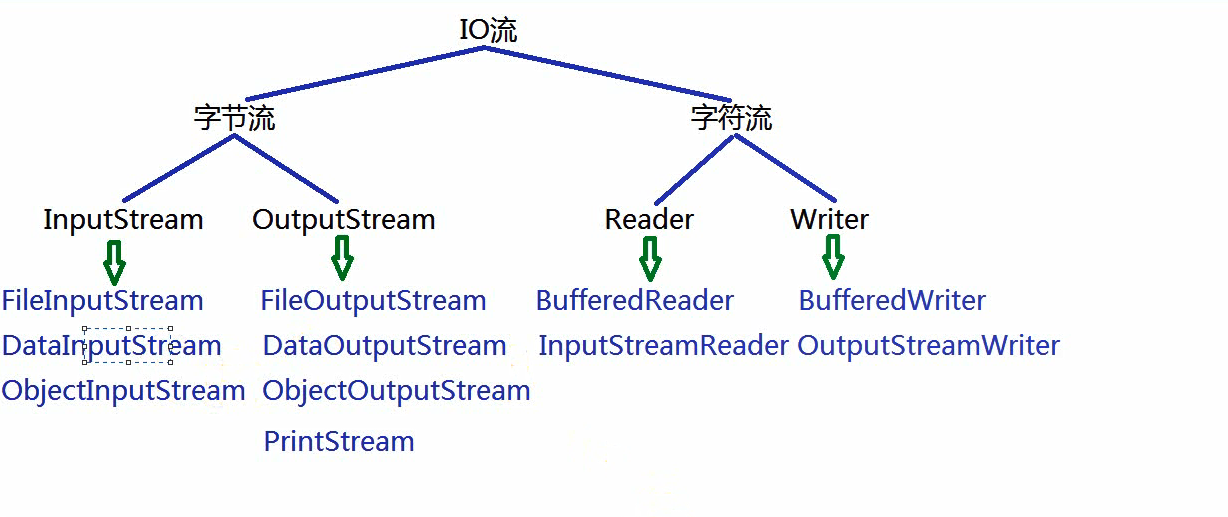 IO流
字节流 字符流
InputStream OutputStream Reader Writer
FileInputStream FileOutputStream BufferedReader BufferedWriter
DataInputStream DataOutputStream InputStreamReader OutputStreamWriter
ObjectInputStream ObjectOutputStream
PrintStream